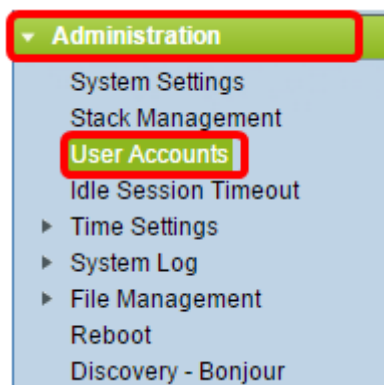 Administration
System Settings
Stack Management
User Accounts
Idle Session Timeout
Time Settings
System Log
File Management
Reboot
Discovery - Bonjour